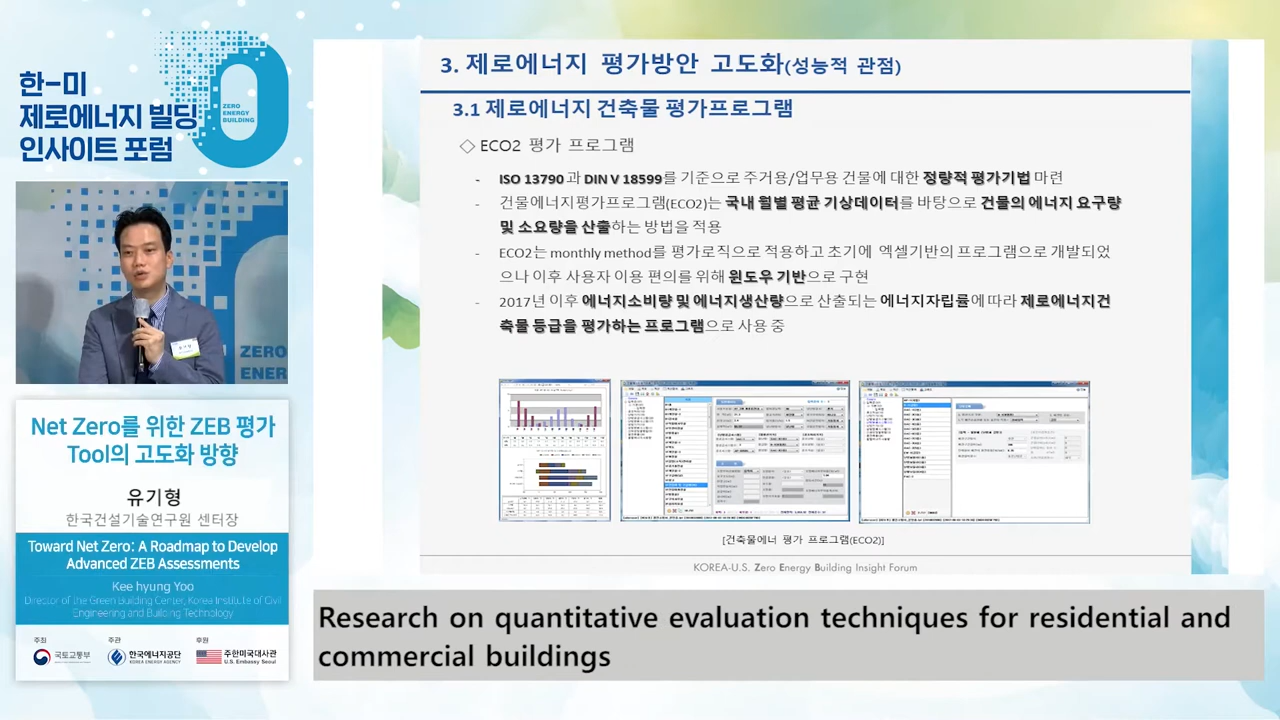 한-미
제로에너지 빌딩
인사이트 포럼
ZERO
ENERGY
BUILDING
ZERO
ENER
Net Zero를 위한 ZEB 평가
Tool의 고도화 방향
유기형
한국건설기술연구원 센터장
Toward Net Zero: A Roadmap to Develop
Advanced ZEB Assessments
Kee hyung Yoo
Director of the Green Building Center, Korea Institute of Civil
Engineering and Building Technology
주최
국토교통부
주관
한국에너지공단
KOREA ENERGY AGENCY
후원
주한미국대사관
U.S. Embassy Seoul
3. 제로에너지 평가방안 고도화(성능적 관점)
3.1 제로에너지 건축물 평가프로그램
◇ ECO2 평가 프로그램
- ISO 13790과 DIN V 18599를 기준으로 주거용/업무용 건물에 대한 정량적 평가기법 마련
- 건물에너지평가프로그램(ECO2)는 국내 월별 평균 기상데이터를 바탕으로 건물의 에너지 요구량
및 소요량을 산출하는 방법을 적용
- ECO2는 monthly method를 평가로직으로 적용하고 초기에 엑셀기반의 프로그램으로 개발되었
으나 이후 사용자 이용 편의를 위해 윈도우 기반으로 구현
- 2017년 이후 에너지소비량 및 에너지생산량으로 산출되는 에너지자립률에 따라 제로에너지건
축물 등급을 평가하는 프로그램으로 사용 중
[건축물에너 평가 프로그램(ECO2)]
KOREA-U.S. Zero Energy Building Insight Forum
Research on quantitative evaluation techniques for residential and
commercial buildings